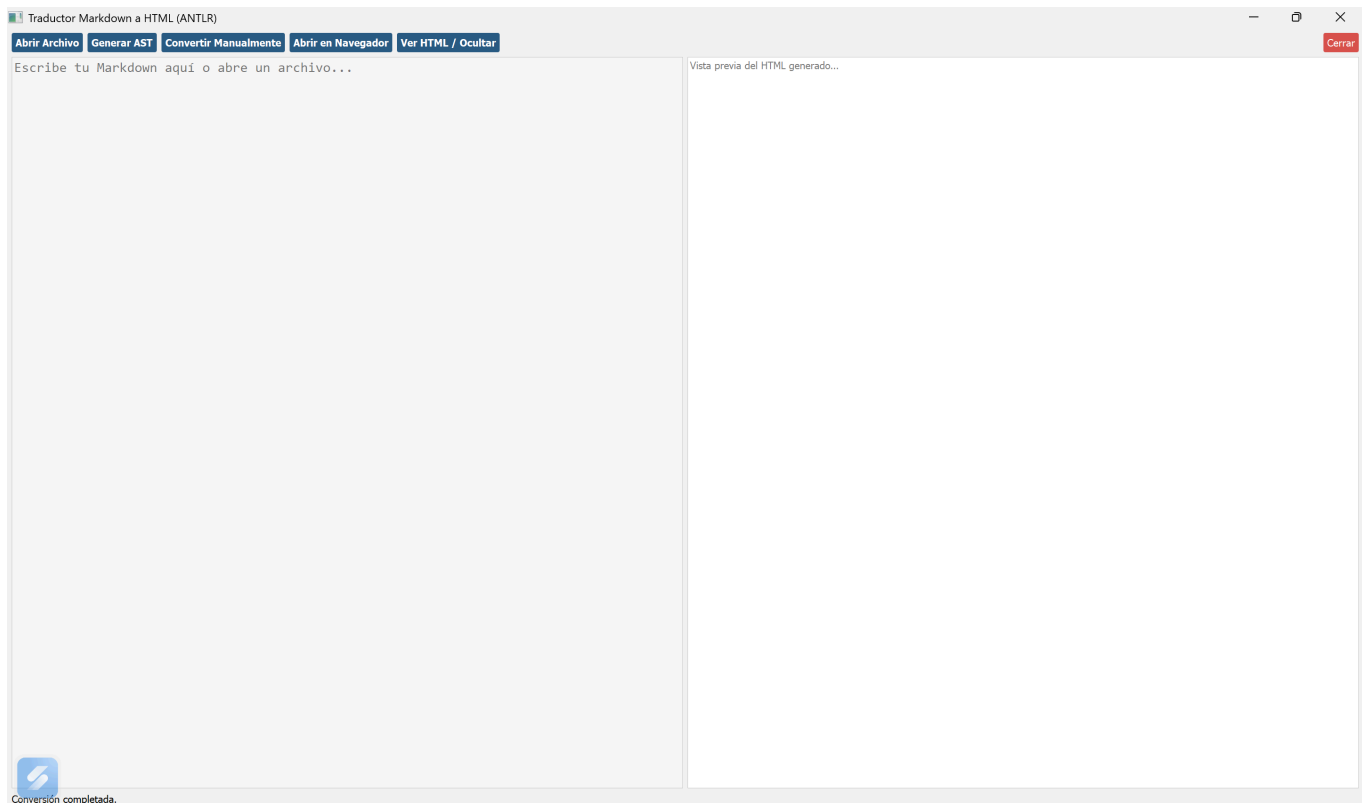 Traductor Markdown a HTML (ANTLR)
Abrir Archivo Generar AST Convertir Manualmente Abrir en Navegador Ver HTML / Ocultar Cerrar
Escribe tu Markdown aquí o abre un archivo...
Vista previa del HTML generado...
Conversión completada.